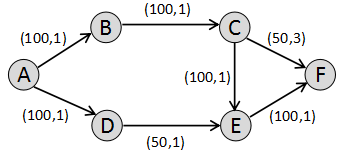 (100,1)
B
(100,1)
C
(50,3)
A
(100,1)
F
(100,1)
D
(50,1)
E
(100,1)